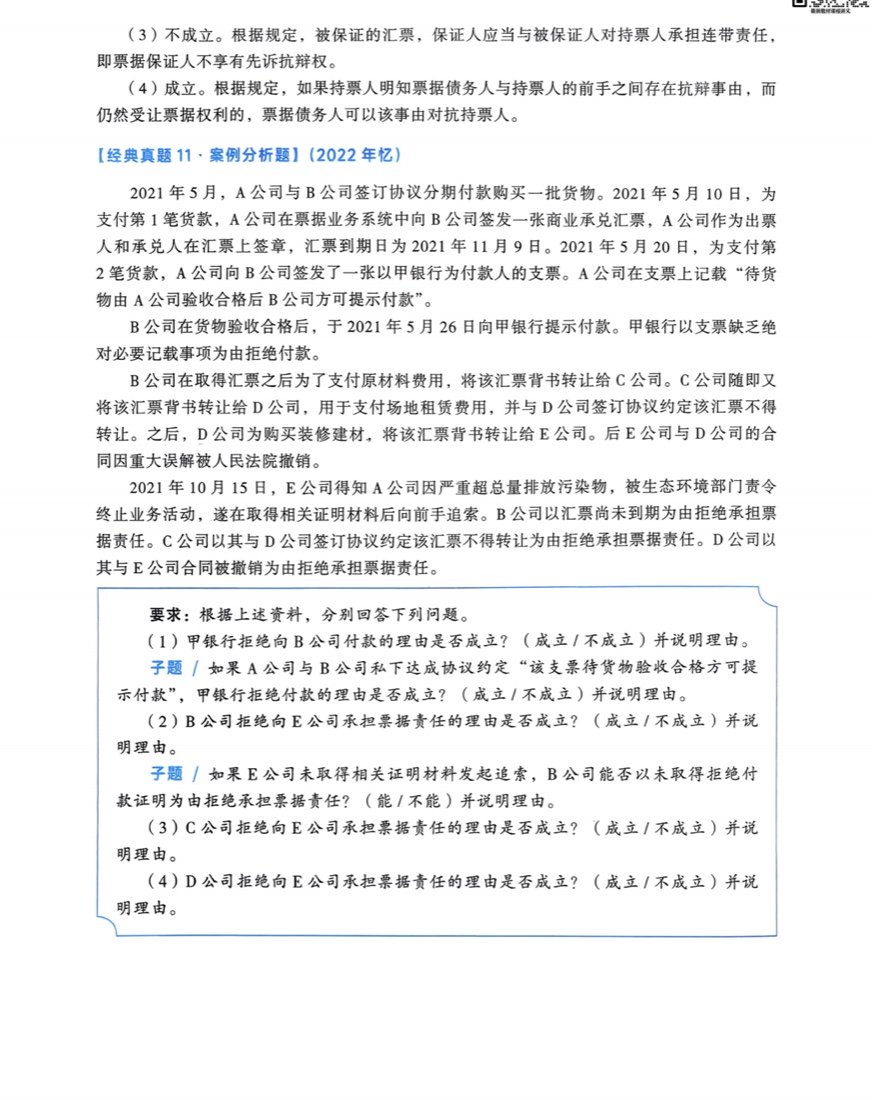 （3）不成立。根据规定，被保证的汇票，保证人应当与被保证人对持票人承担连带责任，
即票据保证人不享有先诉抗辩权。
（4）成立。根据规定，如果持票人明知票据债务人与持票人的前手之间存在抗辩事由，而
仍然受让票据权利的，票据债务人可以该事由对抗持票人。
【经典真题 11·案例分析题】（2022 年忆）
2021 年 5 月，A 公司与 B 公司签订协议分期付款购买一批货物。2021 年 5 月 10 日，为
支付第 1 笔货款，A 公司在票据业务系统中向 B 公司签发一张商业承兑汇票，A 公司作为出票
人和承兑人在汇票上签章，汇票到期日为 2021 年 11 月 9 日。2021 年 5 月 20 日，为支付第
2 笔货款，A 公司向 B 公司签发了一张以甲银行为付款人的支票。A 公司在支票上记载“待货
物由 A 公司验收合格后 B 公司方可提示付款”。
B 公司在货物验收合格后，于 2021 年 5 月 26 日向甲银行提示付款。甲银行以支票缺乏绝
对必要记载事项为由拒绝付款。
B 公司在取得汇票之后为了支付原材料费用，将该汇票背书转让给 C 公司。C 公司随即又
将该汇票背书转让给 D 公司，用于支付场地租赁费用，并与 D 公司签订协议约定该汇票不得
转让。之后，D 公司为购买装修建材，将该汇票背书转让给 E 公司。后 E 公司与 D 公司的合
同因重大误解被人民法院撤销。
2021 年 10 月 15 日，E 公司得知 A 公司因严重超总量排放污染物，被生态环境部门责令
终止业务活动，遂在取得相关证明材料后向前手追索。B 公司以汇票尚未到期为由拒绝承担票
据责任。C 公司以其与 D 公司签订协议约定该汇票不得转让为由拒绝承担票据责任。D 公司以
其与 E 公司合同被撤销为由拒绝承担票据责任。
要求：根据上述资料，分别回答下列问题。
（1）甲银行拒绝向 B 公司付款的理由是否成立？（成立 / 不成立）并说明理由。
子题 / 如果 A 公司与 B 公司私下达成协议约定“该支票待货物验收合格方可提
示付款”，甲银行拒绝付款的理由是否成立？（成立 / 不成立）并说明理由。
（2）B 公司拒绝向 E 公司承担票据责任的理由是否成立？（成立 / 不成立）并说
明理由。
子题 / 如果 E 公司未取得相关证明材料发起追索，B 公司能否以未取得拒绝付
款证明为由拒绝承担票据责任？（能 / 不能）并说明理由。
（3）C 公司拒绝向 E 公司承担票据责任的理由是否成立？（成立 / 不成立）并说
明理由。
（4）D 公司拒绝向 E 公司承担票据责任的理由是否成立？（成立 / 不成立）并说
明理由。